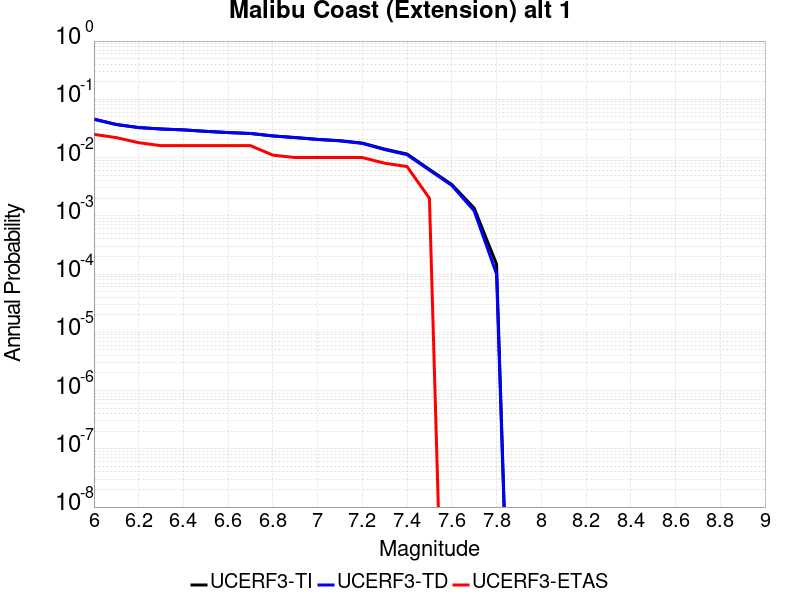 Malibu Coast (Extension) alt 1
10^0
10^-1
10^-2
10^-3
10^-4
10^-5
10^-6
10^-7
10^-8
Annual Probability
6 6.2 6.4 6.6 6.8 7 7.2 7.4 7.6 7.8 8 8.2 8.4 8.6 8.8 9
Magnitude
UCERF3-TI UCERF3-TD UCERF3-ETAS